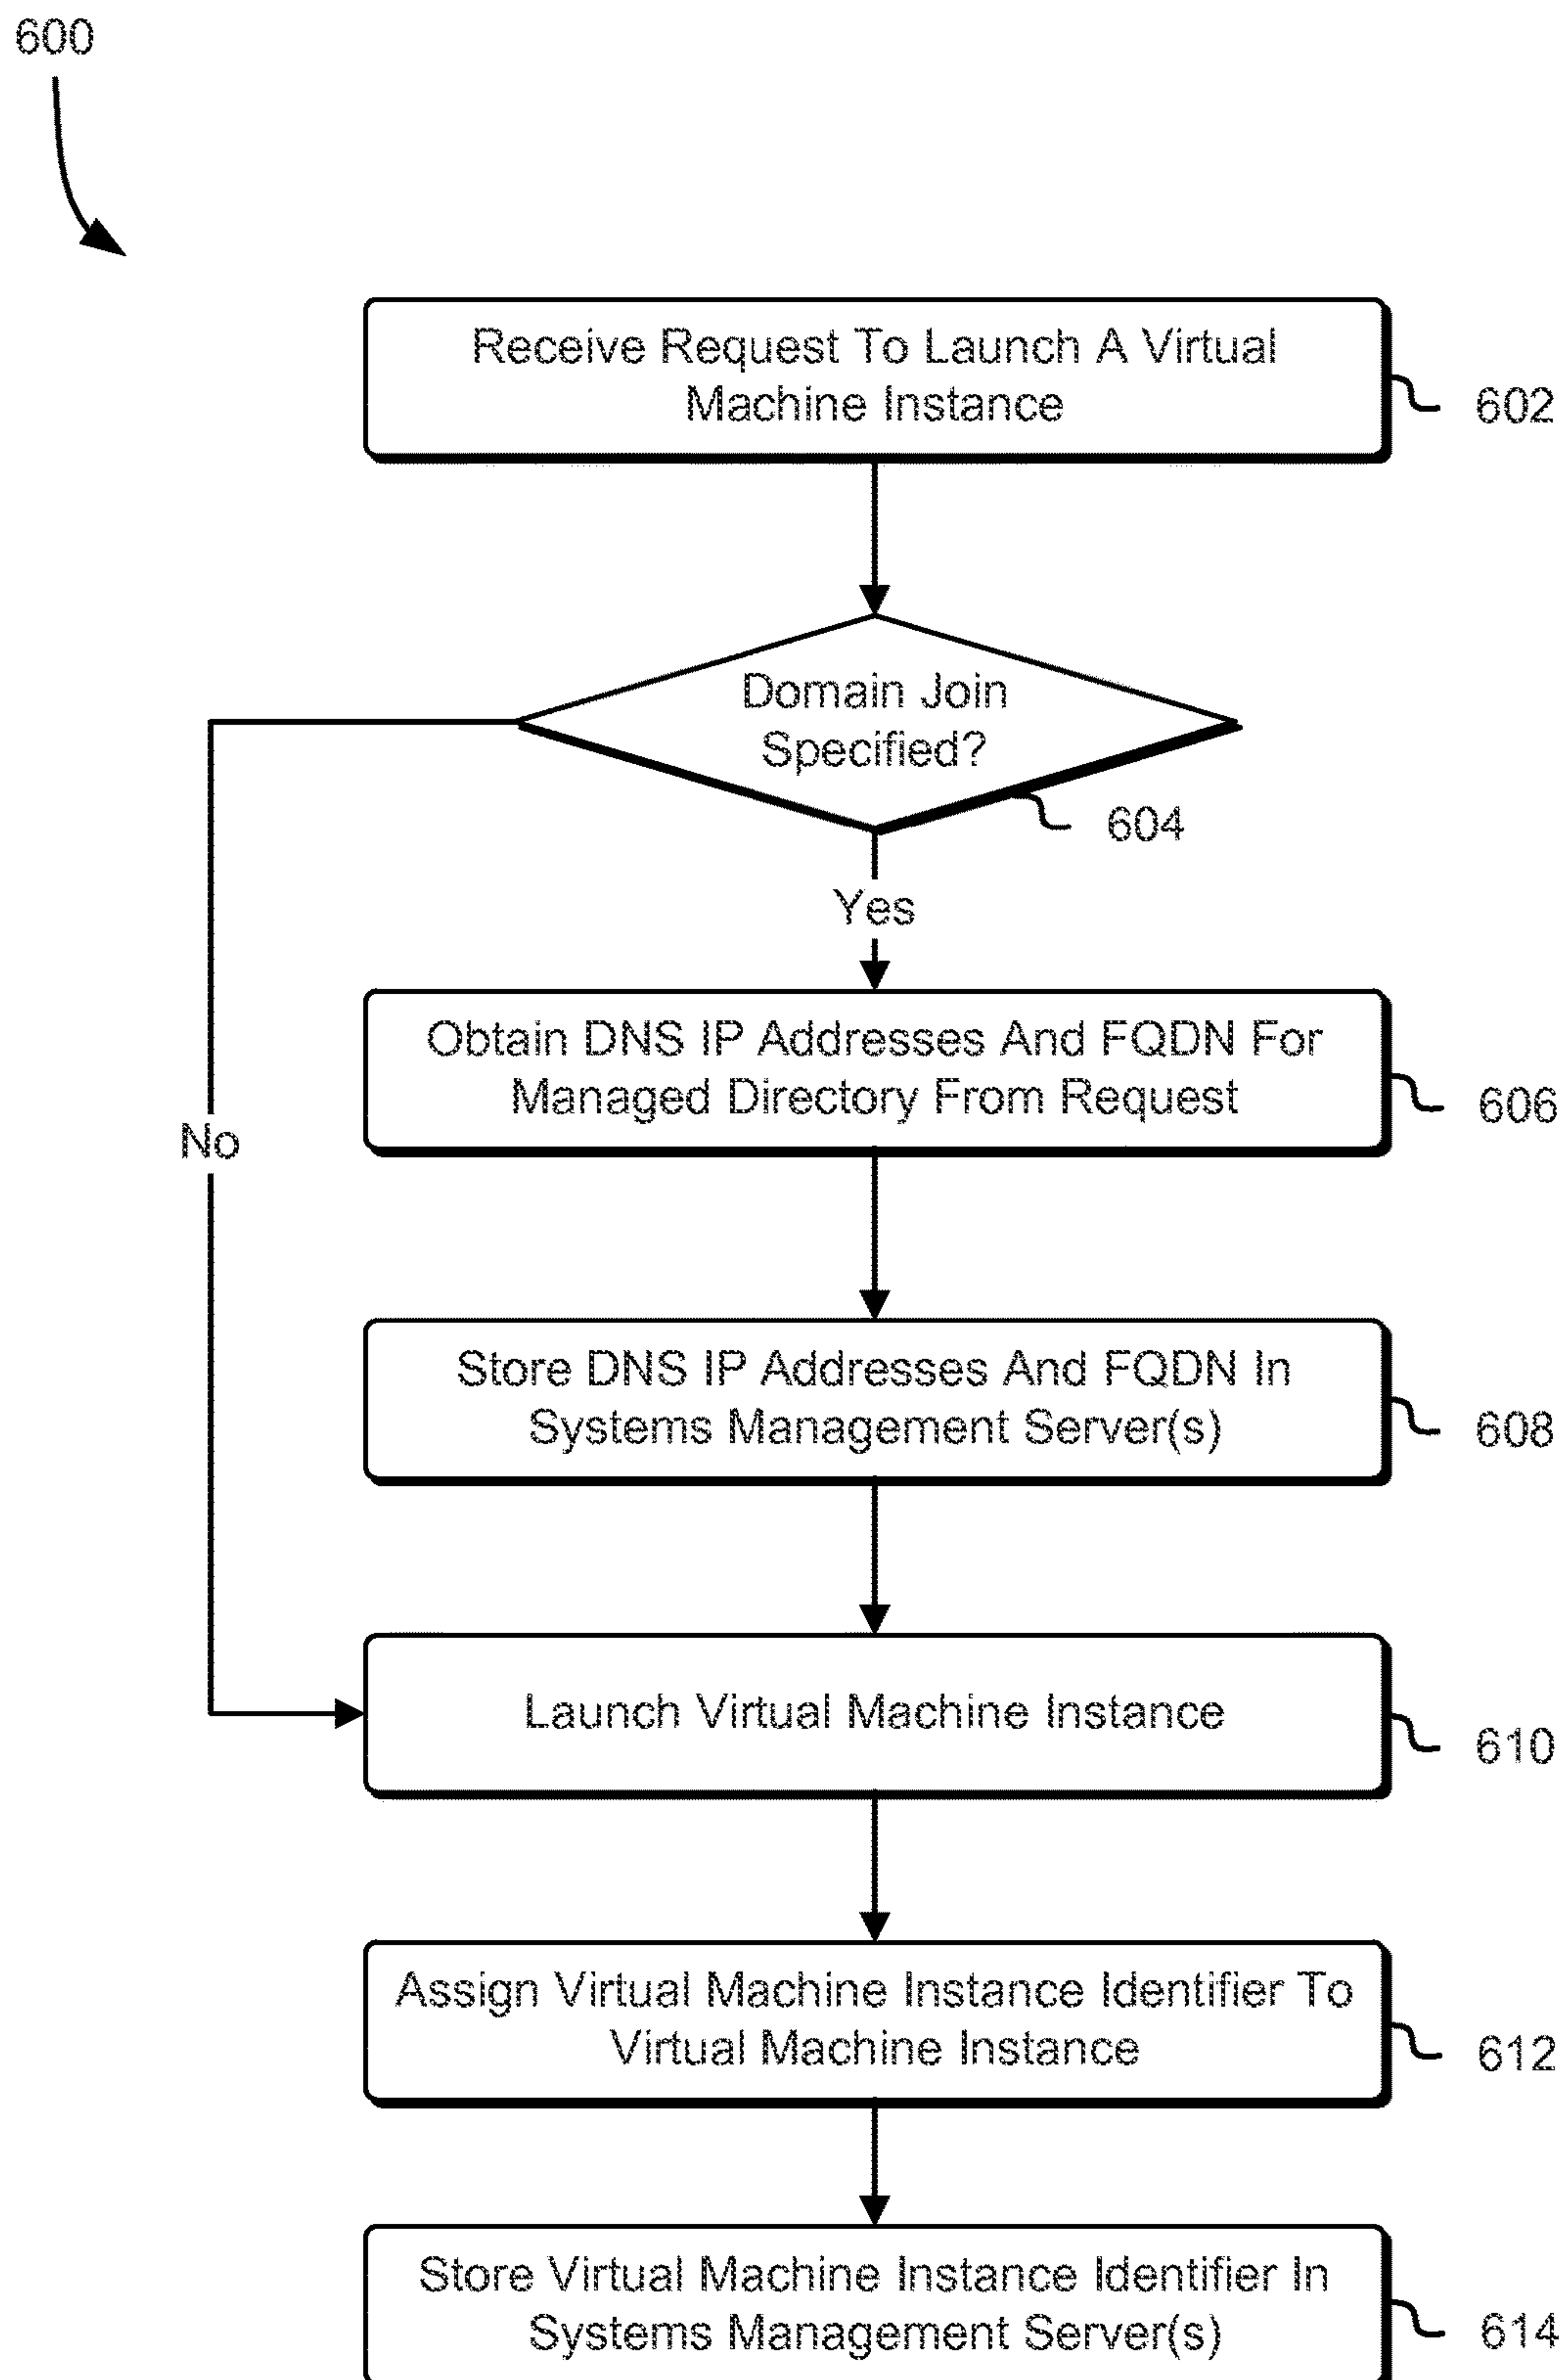 600
Receive Request To Launch A Virtual
Machine Instance
602
Domain Join
Specified?
604
Yes
Obtain DNS IP Addresses And FQDN For
Managed Directory From Request
606
No
Store DNS IP Addresses And FQDN In
Systems Management Server(s)
608
Launch Virtual Machine Instance
610
Assign Virtual Machine Instance Identifier To
Virtual Machine Instance
612
Store Virtual Machine Instance Identifier In
Systems Management Server(s)
614